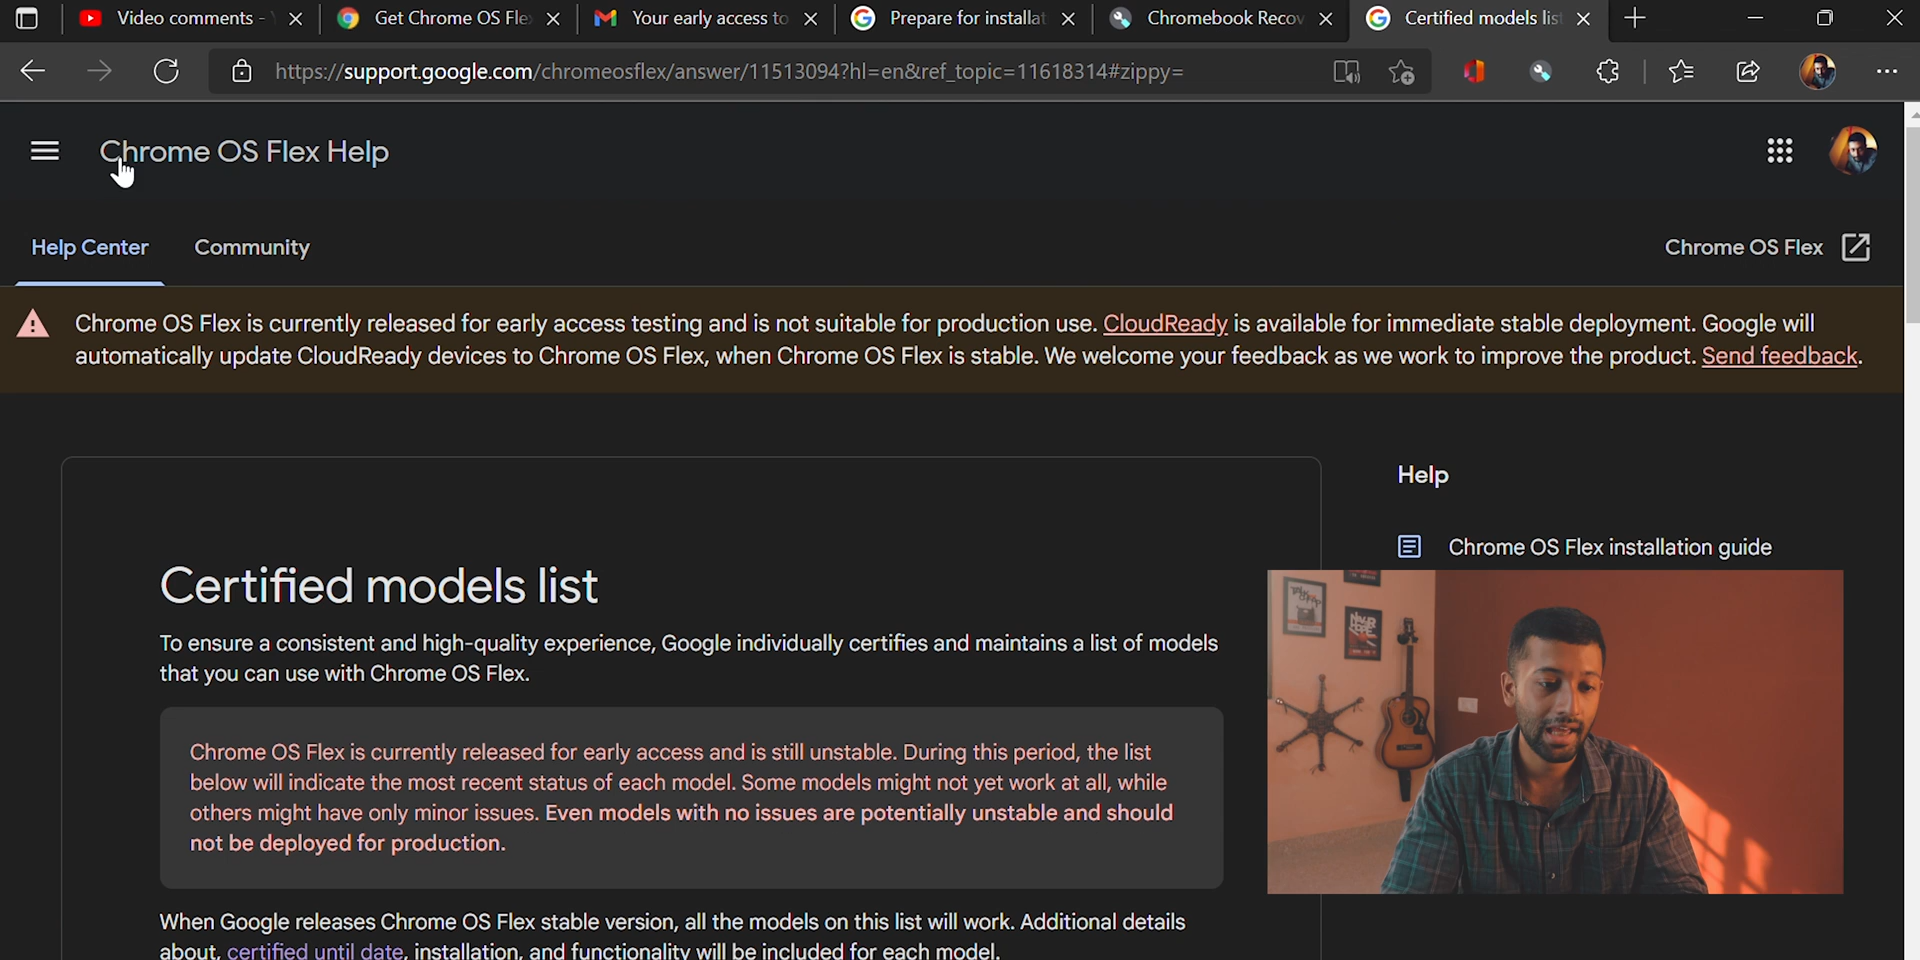 Video comments -
Get Chrome OS Fle
Your early access to
Prepare for installat
Chromebook Recov
Certified models list
https://support.google.com/chromeosflex/answer/11513094?hl=en&ref_topic=11618314#zippy=
Chrome OS Flex Help
Help Center
Community
Chrome OS Flex
Chrome OS Flex is currently released for early access testing and is not suitable for production use. CloudReady is available for immediate stable deployment. Google will
automatically update CloudReady devices to Chrome OS Flex, when Chrome OS Flex is stable. We welcome your feedback as we work to improve the product. Send feedback.
Help
Chrome OS Flex installation guide
Certified models list
To ensure a consistent and high-quality experience, Google individually certifies and maintains a list of models
that you can use with Chrome OS Flex.
Chrome OS Flex is currently released for early access and is still unstable. During this period, the list
below will indicate the most recent status of each model. Some models might not yet work at all, while
others might have only minor issues. Even models with no issues are potentially unstable and should
not be deployed for production.
When Google releases Chrome OS Flex stable version, all the models on this list will work. Additional details
about, certified until date, installation, and functionality will be included for each model.